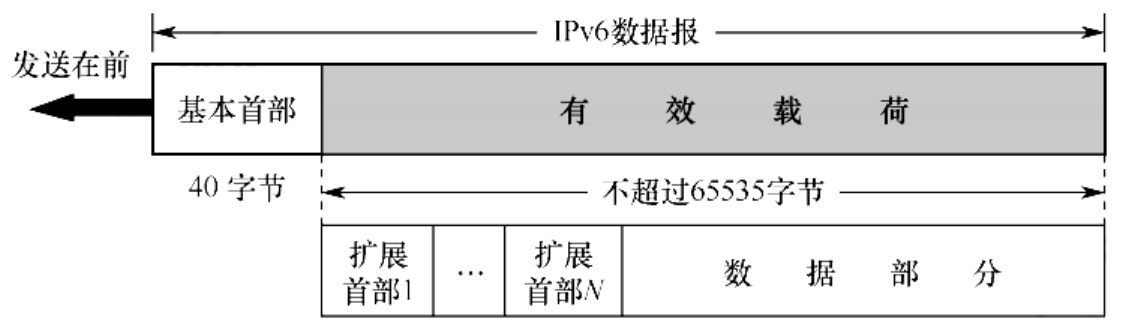 IPv6数据报
发送在前
基本首部
有效载荷
40 字节
不超过65535字节
扩展
首部1
…
扩展
首部N
数据部分